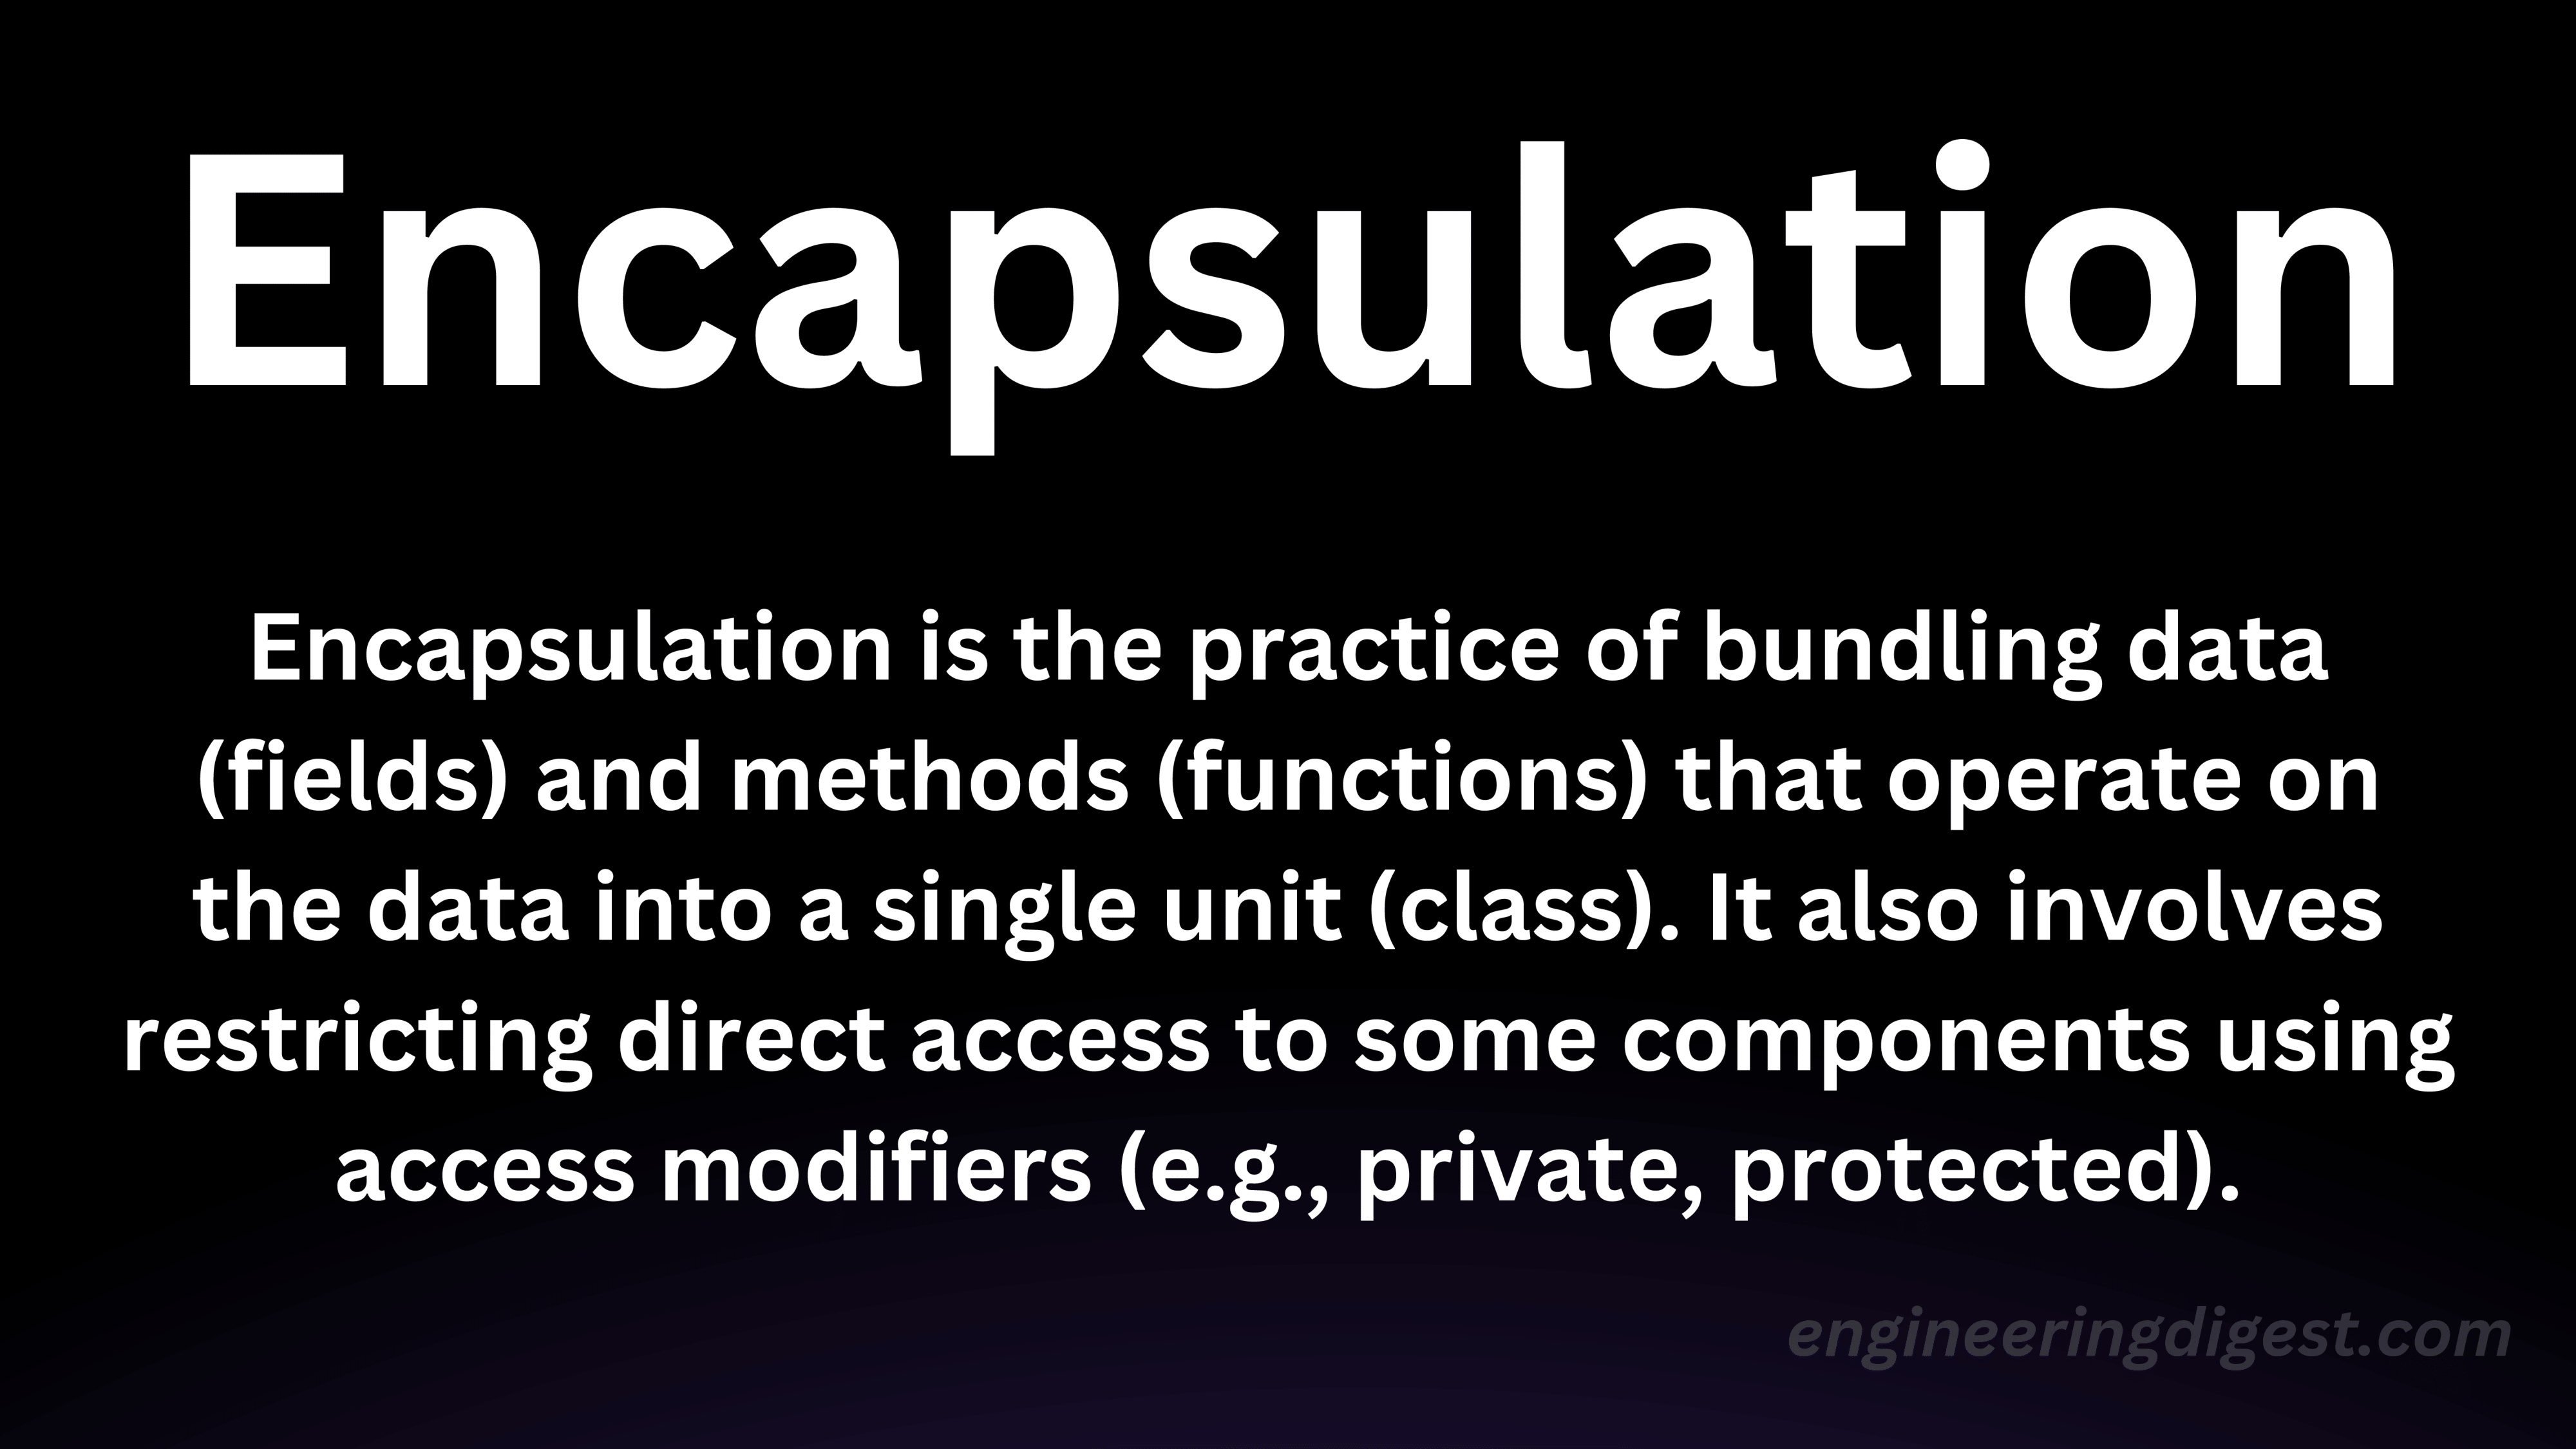 Encapsulation
Encapsulation is the practice of bundling data
(fields) and methods (functions) that operate on
the data into a single unit (class). It also involves
restricting direct access to some components using
access modifiers (e.g., private, protected).
engineeringdigest.com